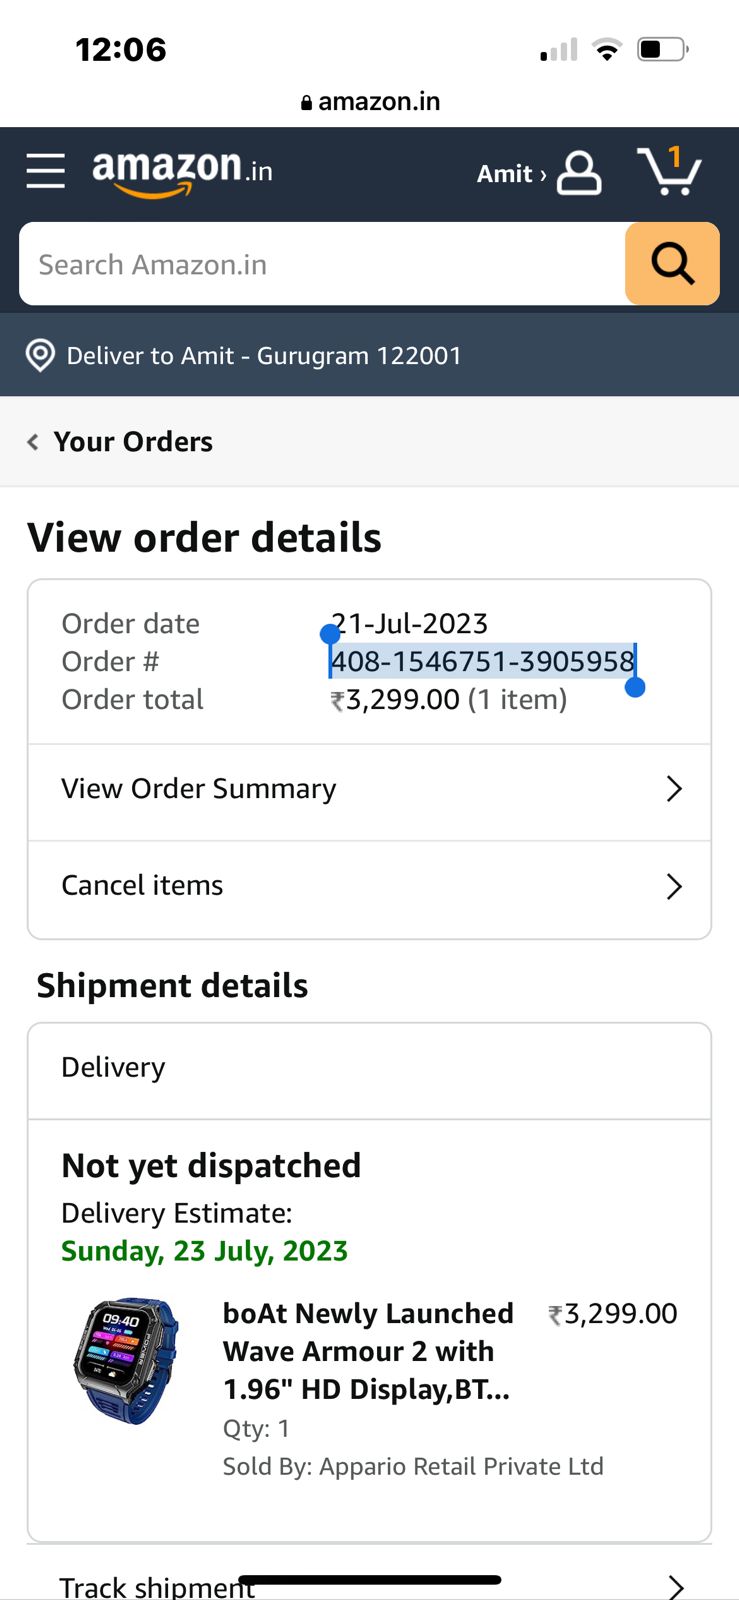 12:06
amazon.in
amazon.in
Amit ›
1
Search Amazon.in
Deliver to Amit - Gurugram 122001
‹ Your Orders
View order details
Order date 21-Jul-2023
Order # 408-1546751-3905958
Order total ₹3,299.00 (1 item)
View Order Summary
Cancel items
Shipment details
Delivery
Not yet dispatched
Delivery Estimate:
Sunday, 23 July, 2023
09:40
boAt Newly Launched ₹3,299.00
Wave Armour 2 with
1.96" HD Display,BT...
Qty: 1
Sold By: Appario Retail Private Ltd
Track shipment